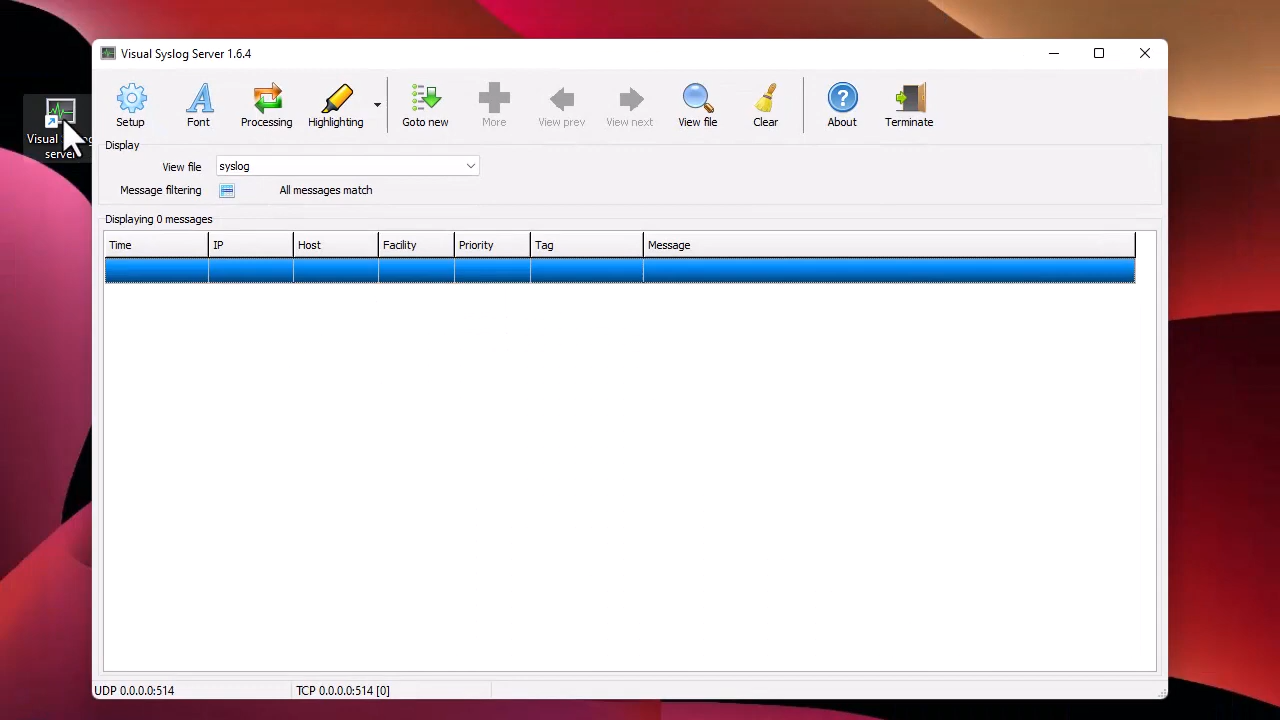 Visual Syslog Server 1.6.4
Setup
Font
Processing
Highlighting
Goto new
More
View prev
View next
View file
Clear
About
Terminate
Display
View file
syslog
Message filtering
All messages match
Displaying 0 messages
Time
IP
Host
Facility
Priority
Tag
Message
UDP 0.0.0.0:514
TCP 0.0.0.0:514 [0]
Visual
server